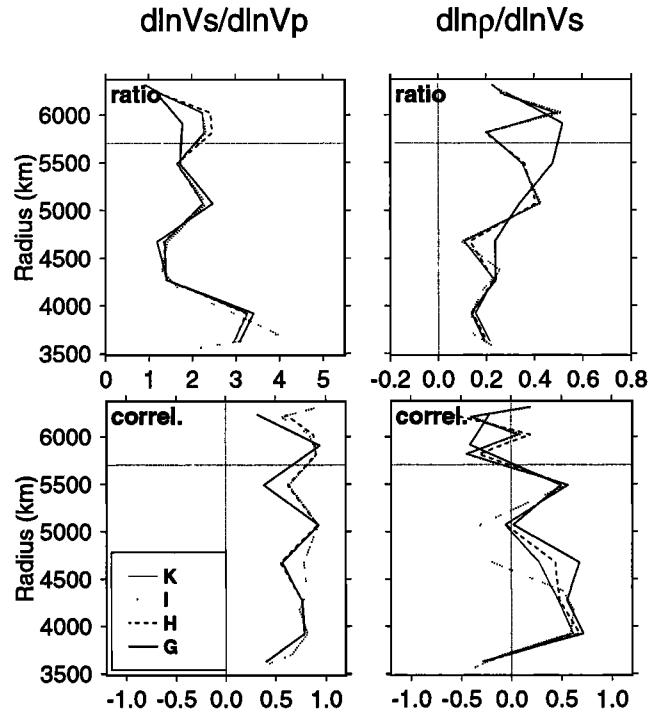 dlnVs/dlnVp
dlnρ/dlnVs
ratio
ratio
Radius (km)
6000
5500
5000
4500
4000
3500
0 1 2 3 4 5
-0.2 0.0 0.2 0.4 0.6 0.8
correl.
correl.
Radius (km)
6000
5500
5000
4500
4000
3500
K
I
H
G
-1.0 -0.5 0.0 0.5 1.0
-1.0 -0.5 0.0 0.5 1.0